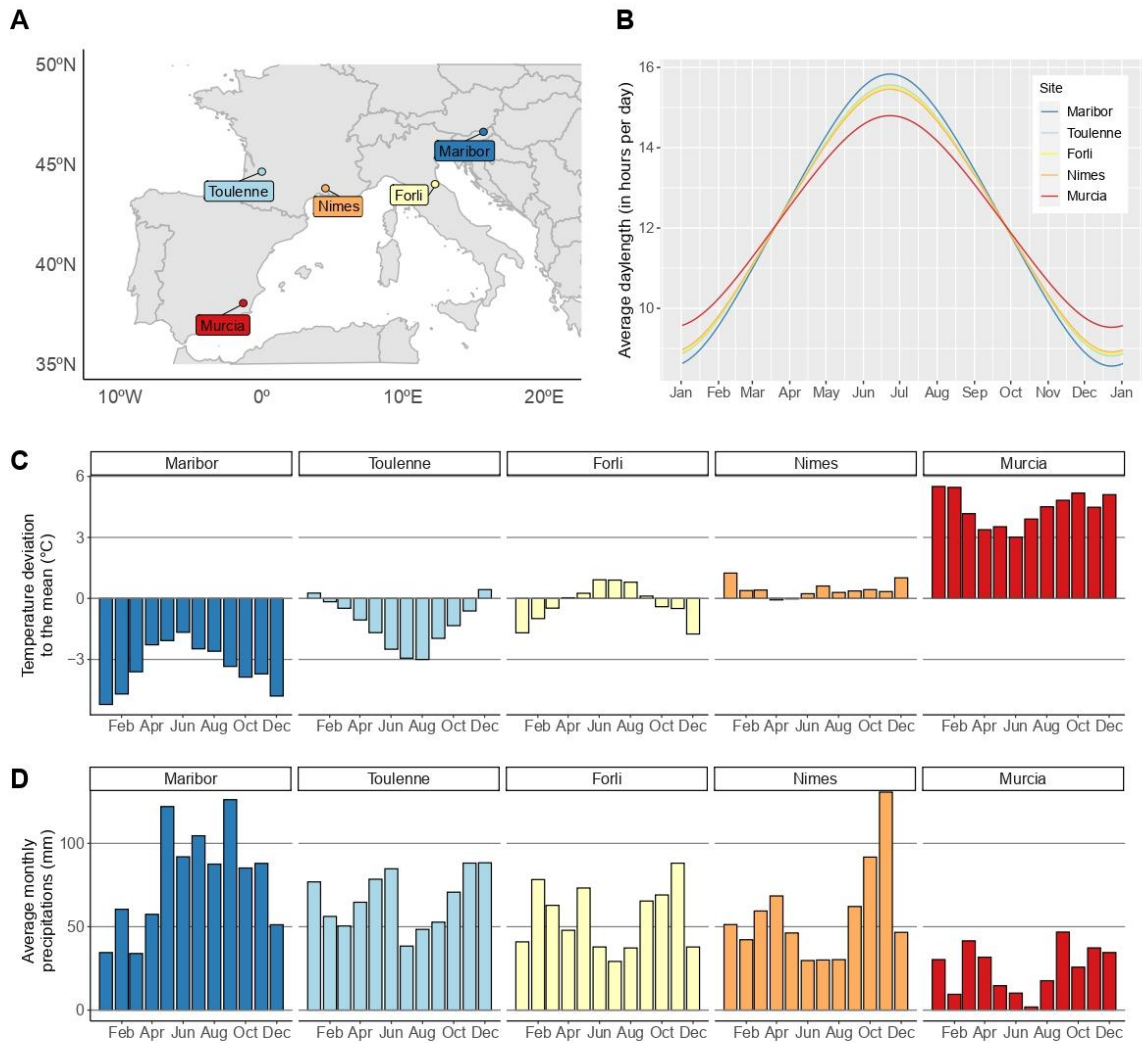 A
50ºN
45ºN
40ºN
35ºN
10ºW
0º
10ºE
20ºE
Maribor
Toulenne
Nimes
Forli
Murcia
B
Average daylength (in hours per day)
16
14
12
10
Jan Feb Mar Apr May Jun Jul Aug Sep Oct Nov Dec Jan
Site
Maribor
Toulenne
Forli
Nimes
Murcia
C
Maribor Toulenne Forli Nimes Murcia
Temperature deviation
to the mean (°C)
6
3
0
−3
Feb Apr Jun Aug Oct Dec Feb Apr Jun Aug Oct Dec Feb Apr Jun Aug Oct Dec Feb Apr Jun Aug Oct Dec Feb Apr Jun Aug Oct Dec
D
Maribor Toulenne Forli Nimes Murcia
Average monthly
precipitations (mm)
100
50
0
Feb Apr Jun Aug Oct Dec Feb Apr Jun Aug Oct Dec Feb Apr Jun Aug Oct Dec Feb Apr Jun Aug Oct Dec Feb Apr Jun Aug Oct Dec